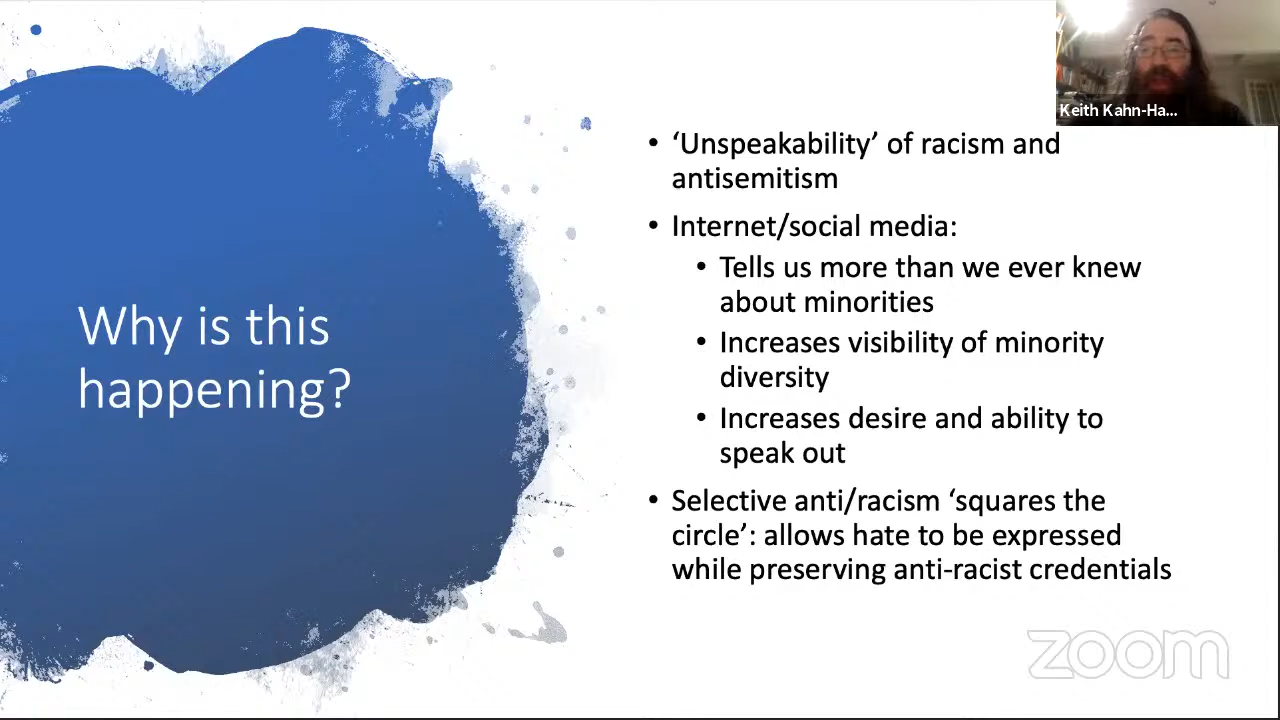 Keith Kahn-Ha...
Why is this
happening?
• ‘Unspeakability’ of racism and
antisemitism
• Internet/social media:
• Tells us more than we ever knew
about minorities
• Increases visibility of minority
diversity
• Increases desire and ability to
speak out
• Selective anti/racism ‘squares the
circle’: allows hate to be expressed
while preserving anti-racist credentials
zoom